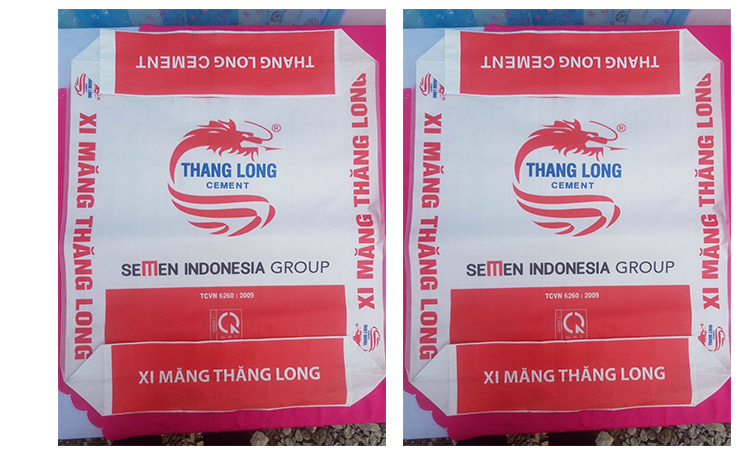 THANG LONG CEMENT
XI MĂNG THĂNG LONG
THANG LONG
CEMENT
®
XI MĂNG THĂNG LONG
SEMEN INDONESIA GROUP
TCVN 6260 : 2009
XI MĂNG THĂNG LONG
THANG LONG CEMENT
XI MĂNG THĂNG LONG
THANG LONG
CEMENT
®
XI MĂNG THĂNG LONG
SEMEN INDONESIA GROUP
TCVN 6260 : 2009
XI MĂNG THĂNG LONG